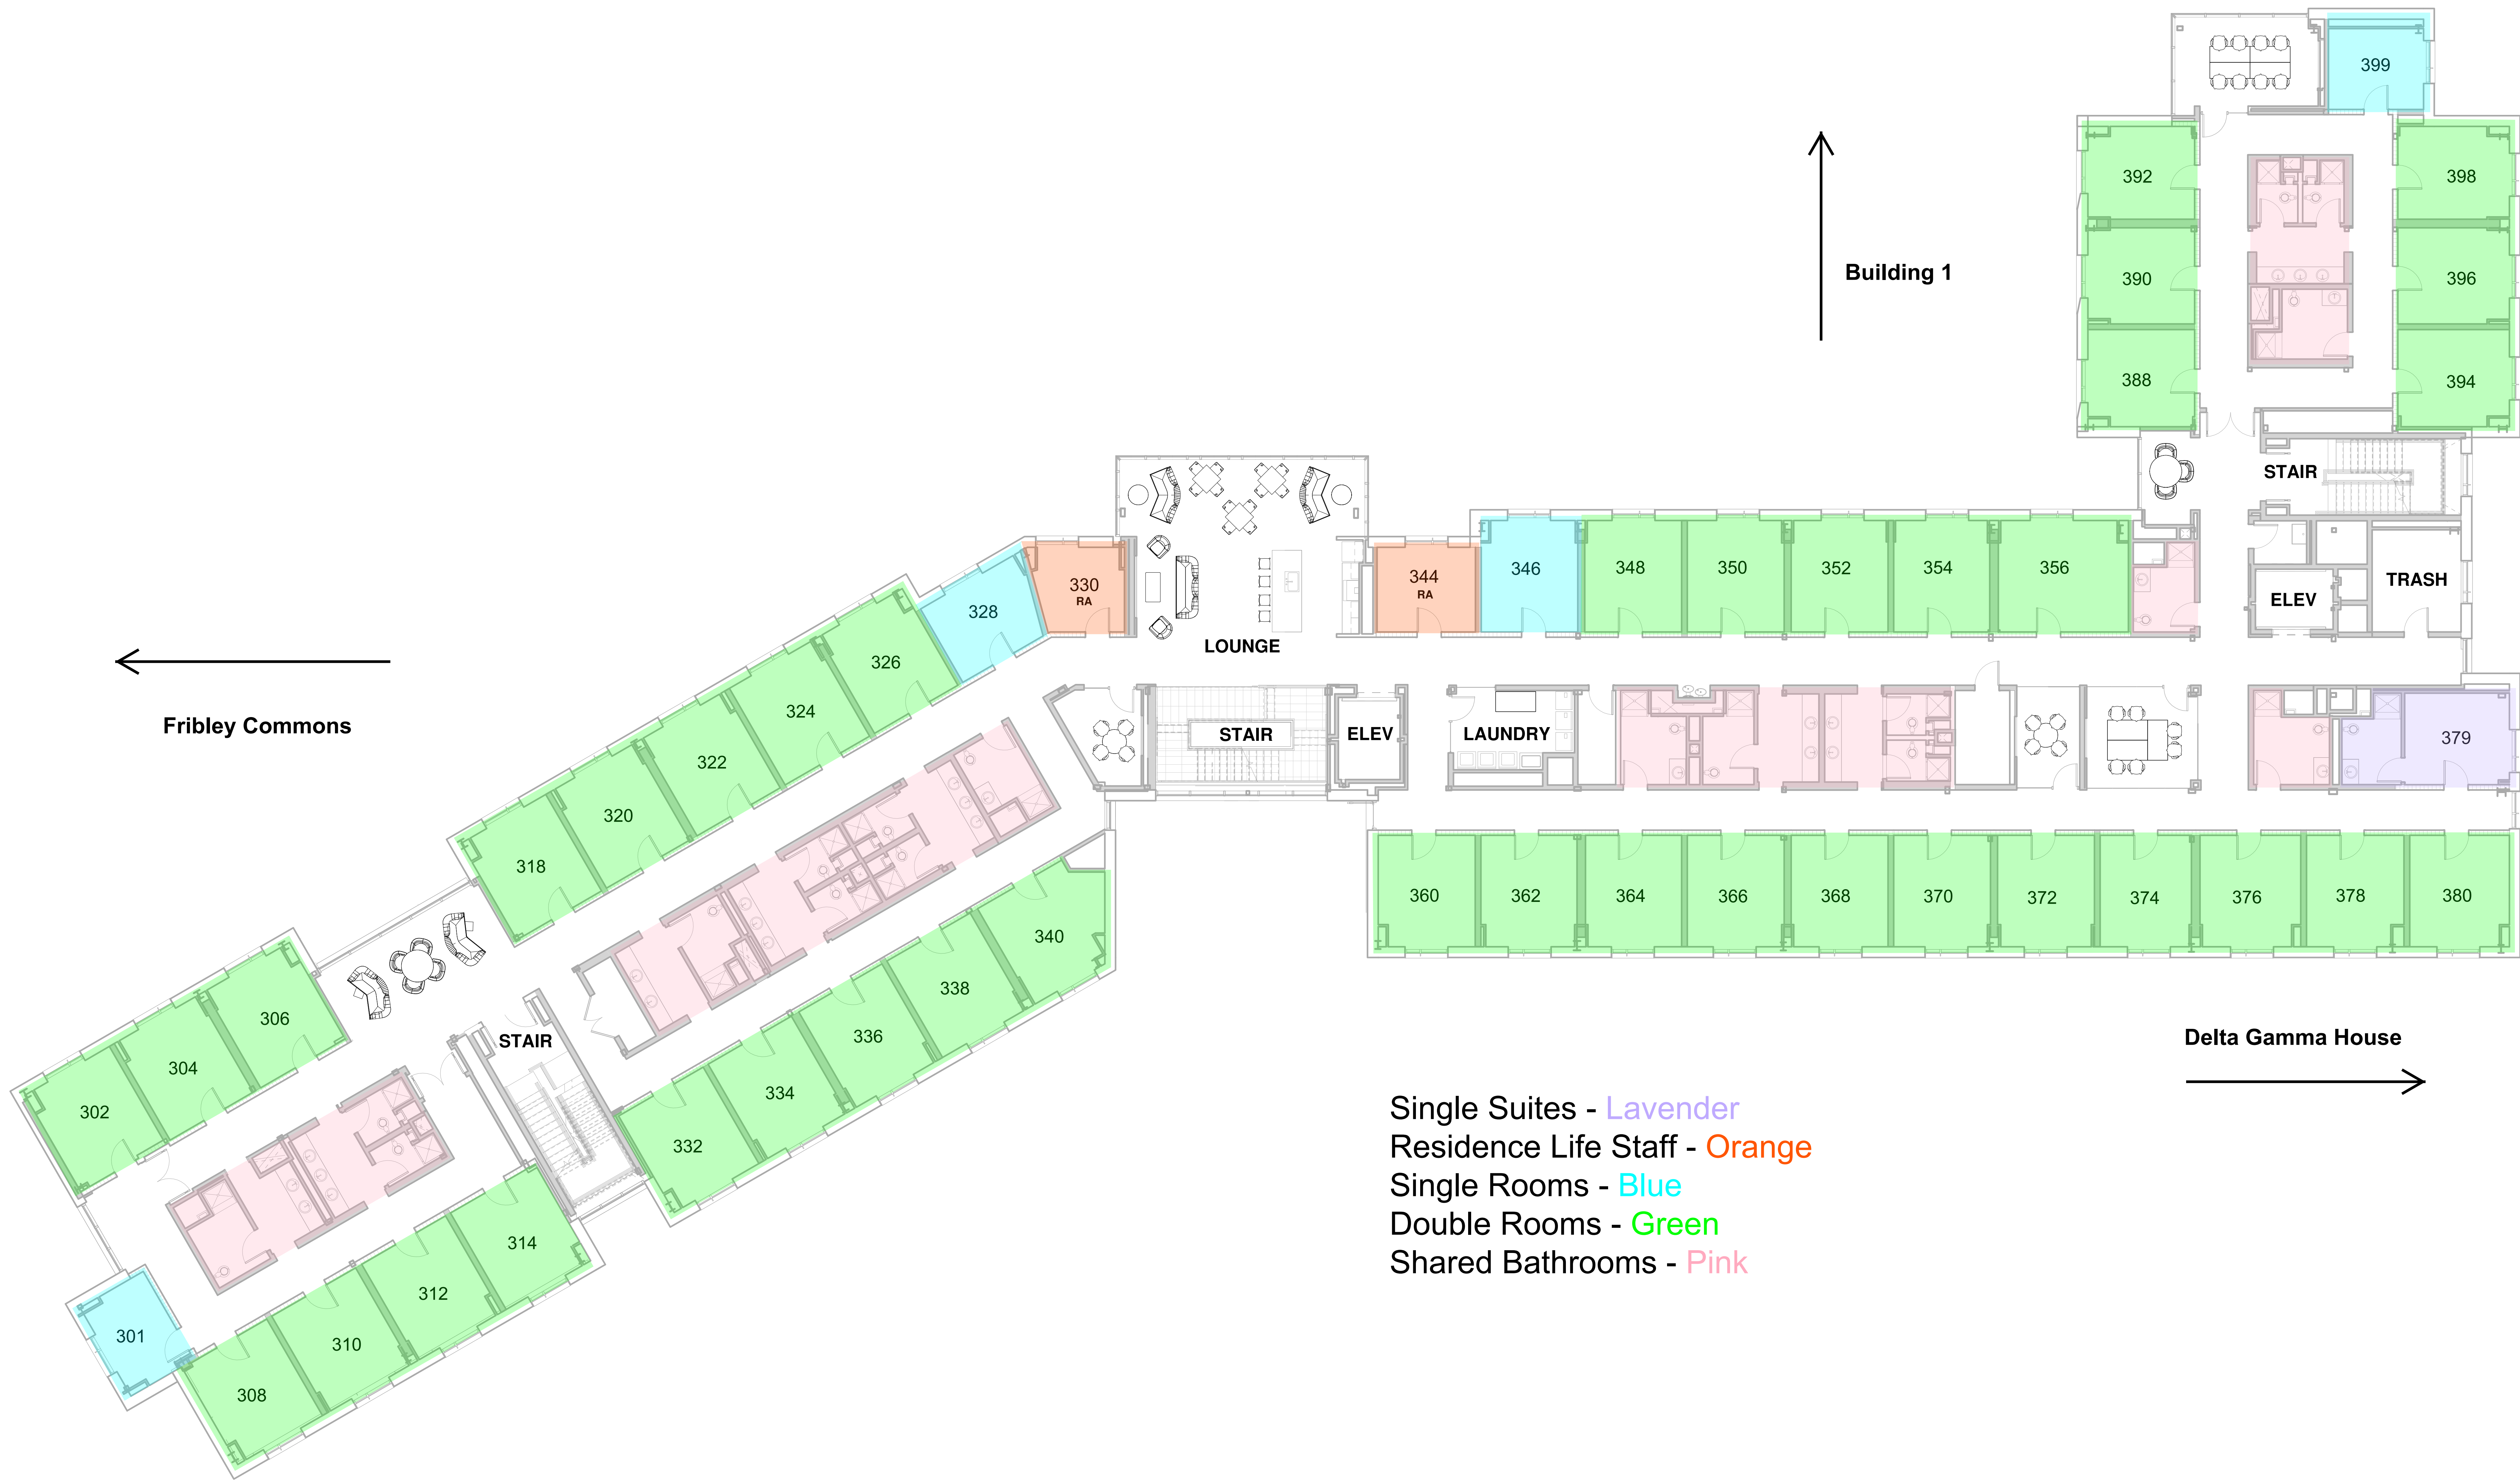 399
392
398
Building 1
390
396
388
394
STAIR
344
RA
346
348
350
352
354
356
ELEV
TRASH
330
RA
328
326
LOUNGE
324
322
320
318
Fribley Commons
STAIR
ELEV
LAUNDRY
379
360
362
364
366
368
370
372
374
376
378
380
340
338
336
334
332
306
304
302
STAIR
314
312
310
308
301
Delta Gamma House
Single Suites - Lavender
Residence Life Staff - Orange
Single Rooms - Blue
Double Rooms - Green
Shared Bathrooms - Pink